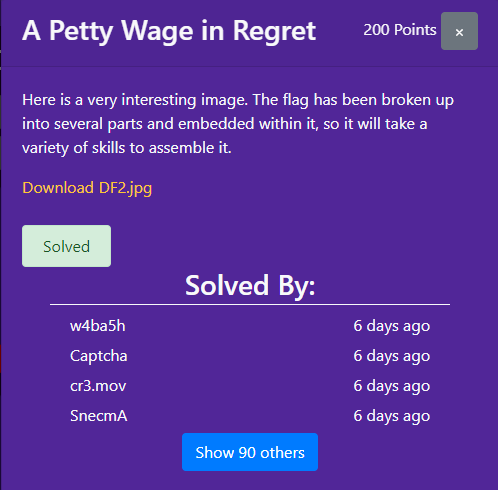 A Petty Wage in Regret
200 Points ×
Here is a very interesting image. The flag has been broken up
into several parts and embedded within it, so it will take a
variety of skills to assemble it.
Download DF2.jpg
Solved
Solved By:
w4ba5h 6 days ago
Captcha 6 days ago
cr3.mov 6 days ago
SnecmA 6 days ago
Show 90 others